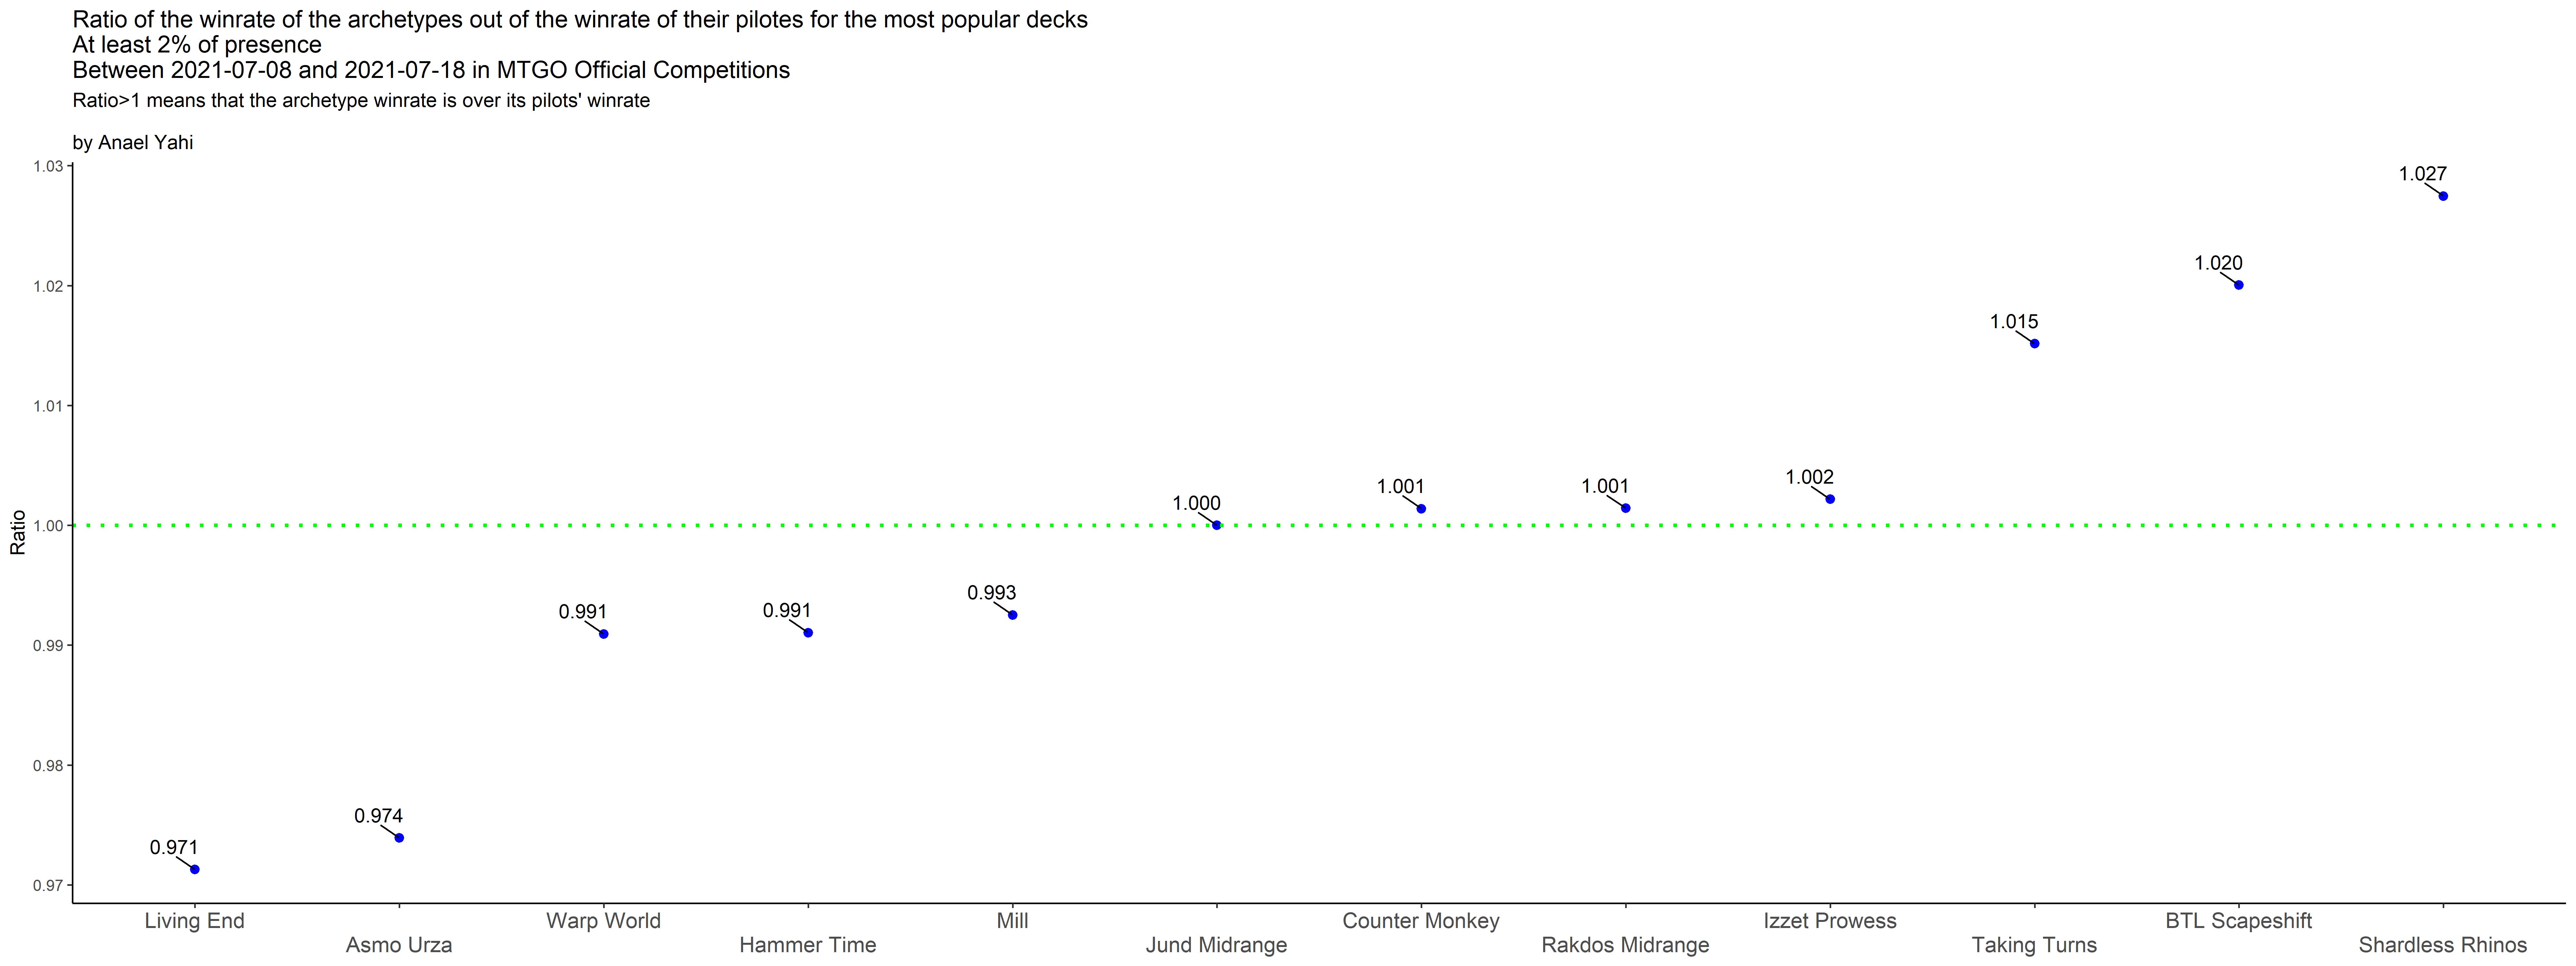 Ratio of the winrate of the archetypes out of the winrate of their pilotes for the most popular decks
At least 2% of presence
Between 2021-07-08 and 2021-07-18 in MTGO Official Competitions
Ratio>1 means that the archetype winrate is over its pilots' winrate
by Anael Yahi
1.03
1.02
1.01
1.00
0.99
0.98
0.97
Ratio
0.971
0.974
0.991
0.991
0.993
1.000
1.001
1.001
1.002
1.015
1.020
1.027
Living End
Asmo Urza
Warp World
Hammer Time
Mill
Jund Midrange
Counter Monkey
Rakdos Midrange
Izzet Prowess
Taking Turns
BTL Scapeshift
Shardless Rhinos